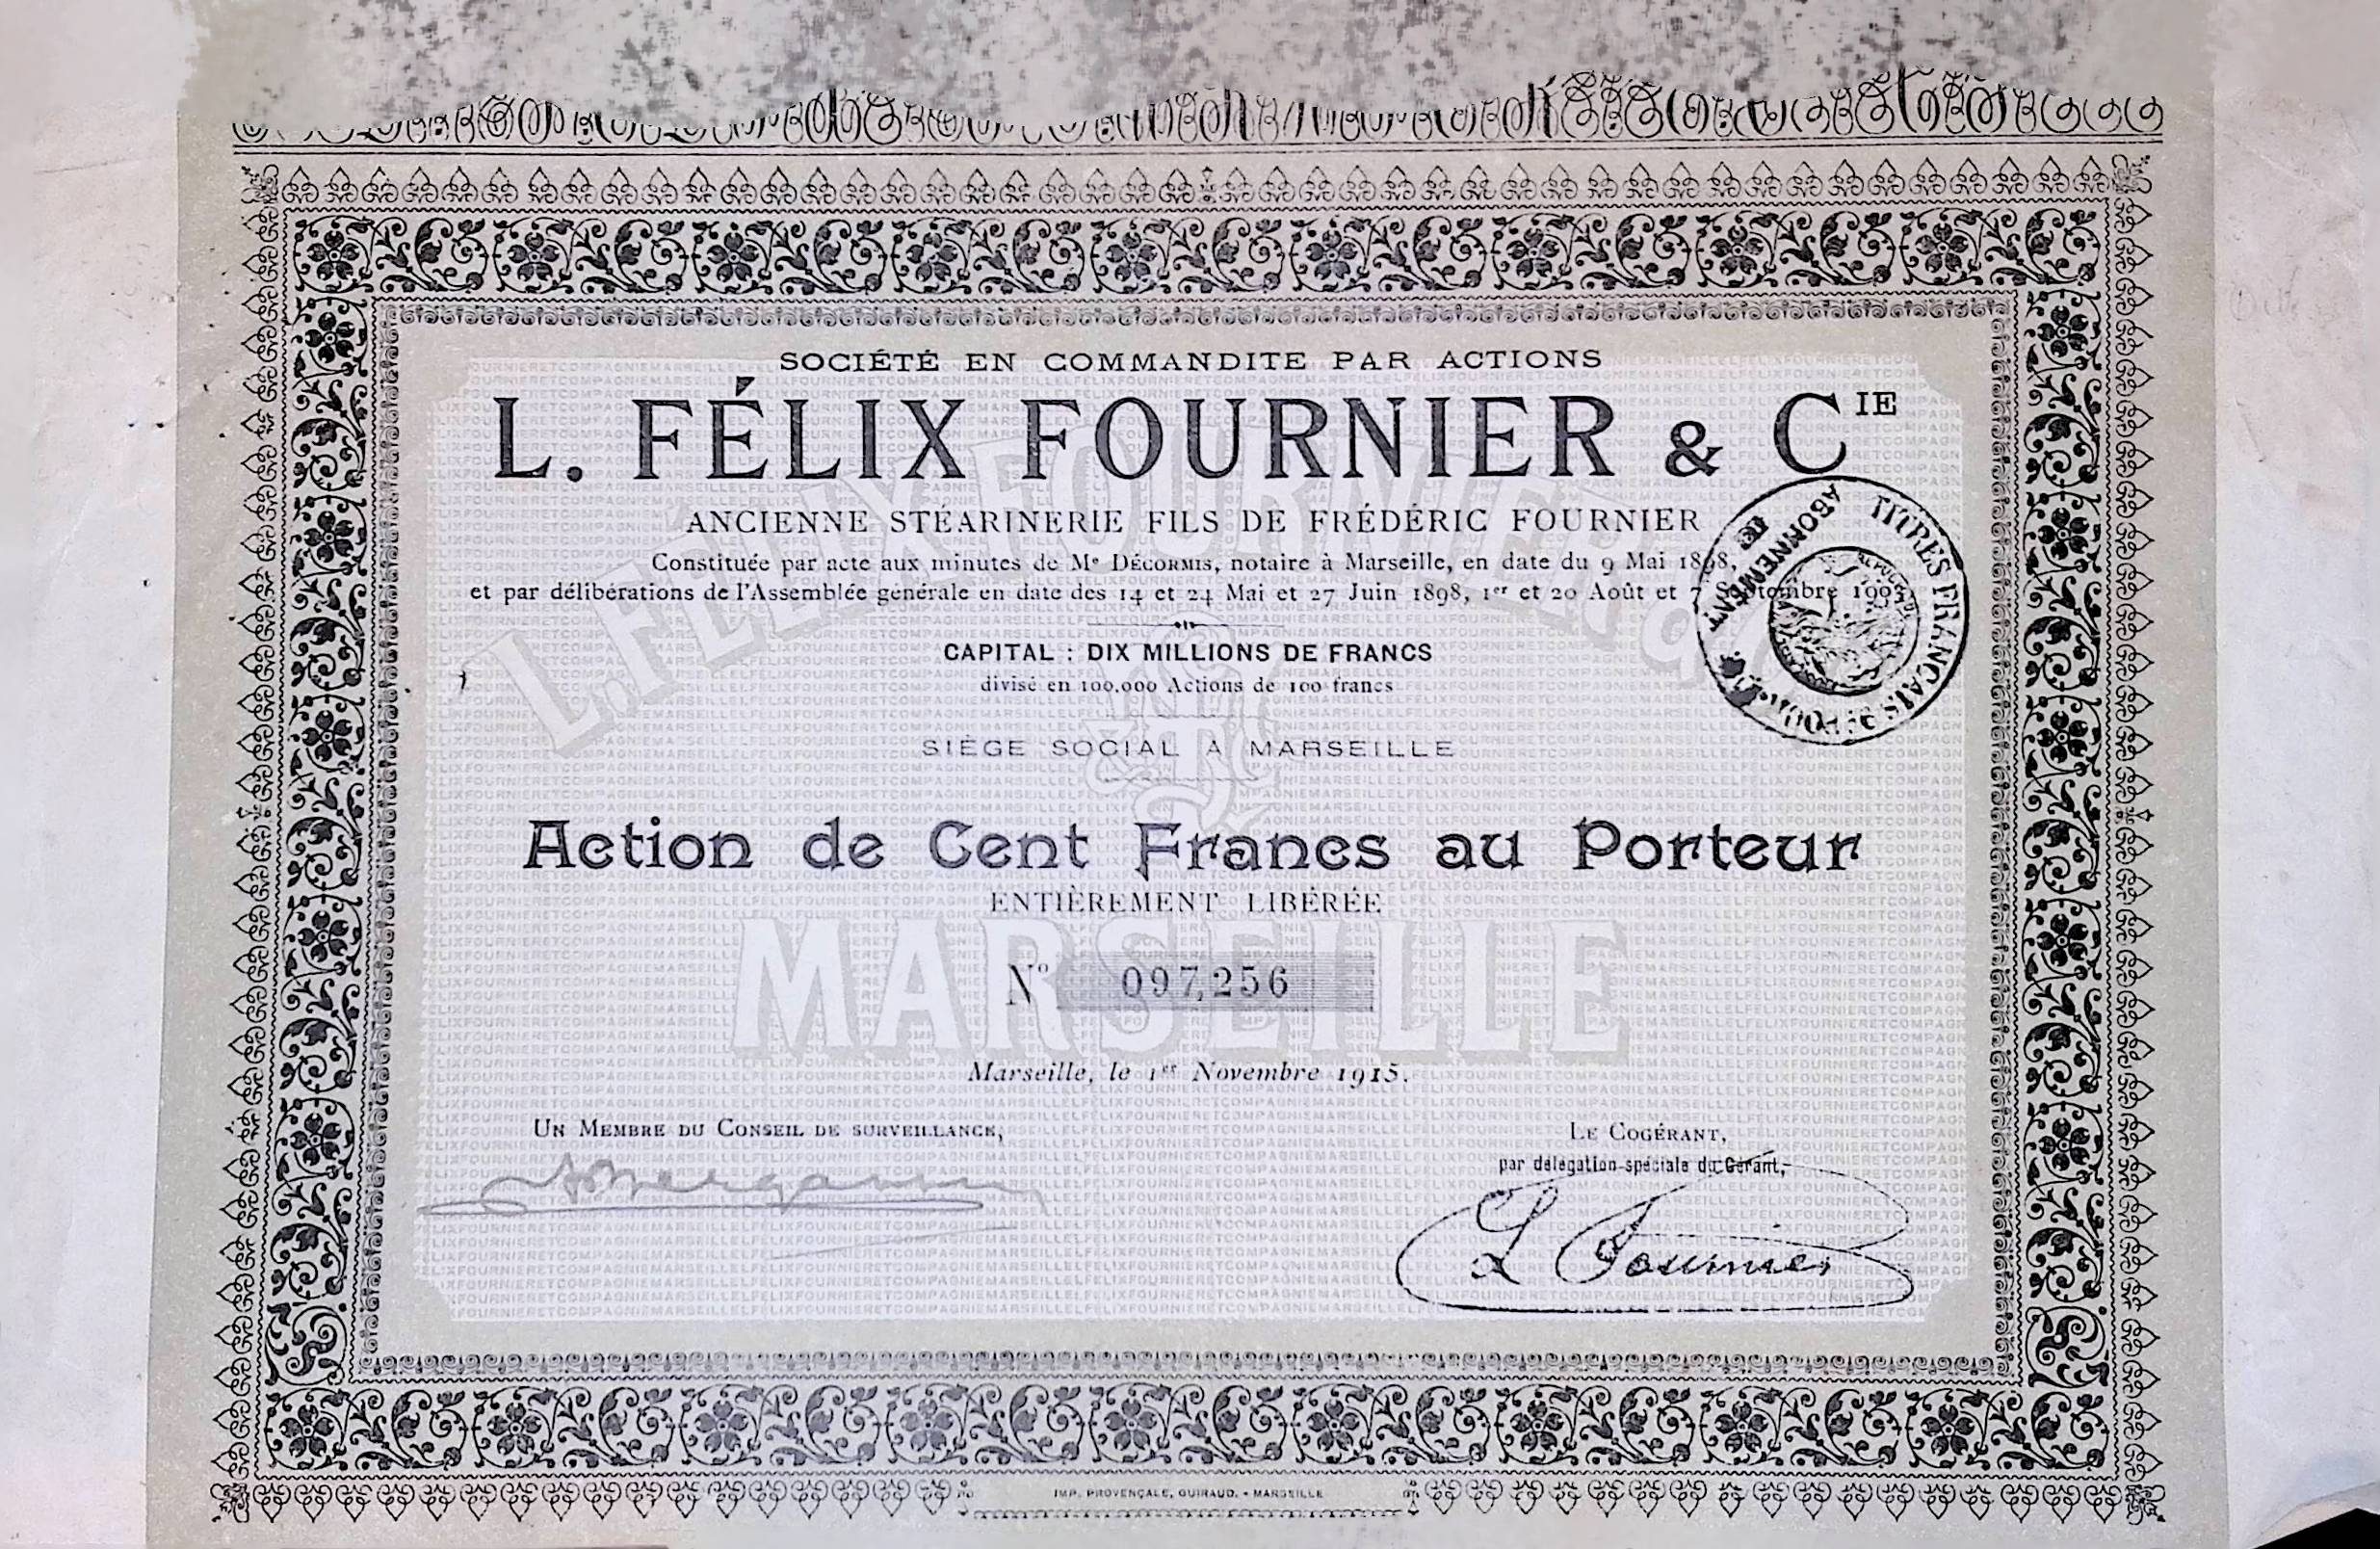 SOCIÉTÉ EN COMMANDITE PAR ACTIONS
L. FÉLIX FOURNIER & CIE
ANCIENNE STÉARINERIE FILS DE FRÉDÉRIC FOURNIER
Constituée par acte aux minutes de Me DÉCORMIS, notaire à Marseille, en date du 9 Mai 1898,
et par délibérations de l'Assemblée générale en date des 14 et 24 Mai et 27 Juin 1898, 1er et 20 Août et 7 Septembre
TITRES FRANÇAIS
ABONNEMENT
CAPITAL : DIX MILLIONS DE FRANCS
divisé en 100.000 Actions de 100 francs
SIÈGE SOCIAL A MARSEILLE
Action de Cent Francs au Porteur
ENTIÈREMENT LIBÉRÉE
L. FÉLIX FOURNIER
MARSEILLE
No 097,256
Marseille, le 1er Novembre 1915.
UN MEMBRE DU CONSEIL DE SURVEILLANCE,
LE COGÉRANT,
par délégation spéciale du Gérant,
L Fournier
IMP. PROVENÇALE, GUIRAUD. - MARSEILLE